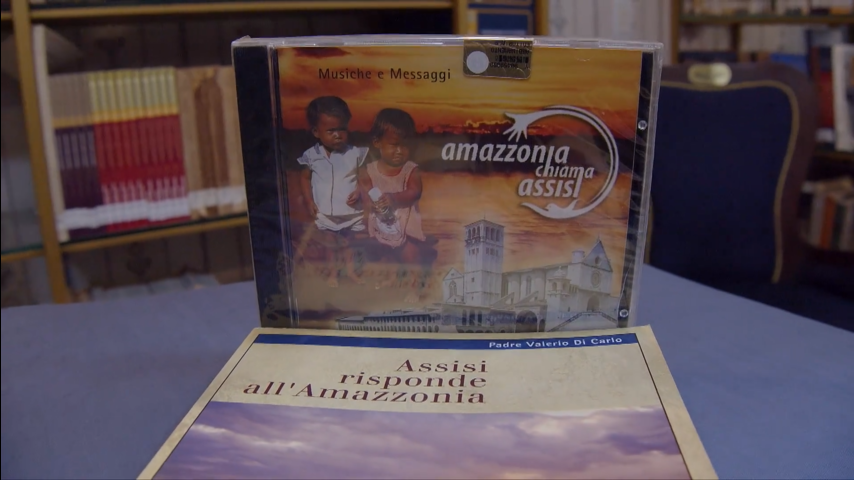 Musiche e Messaggi
amazzonia
chiama
assisi
Padre Valerio Di Carlo
Assisi
risponde
all'Amazzonia